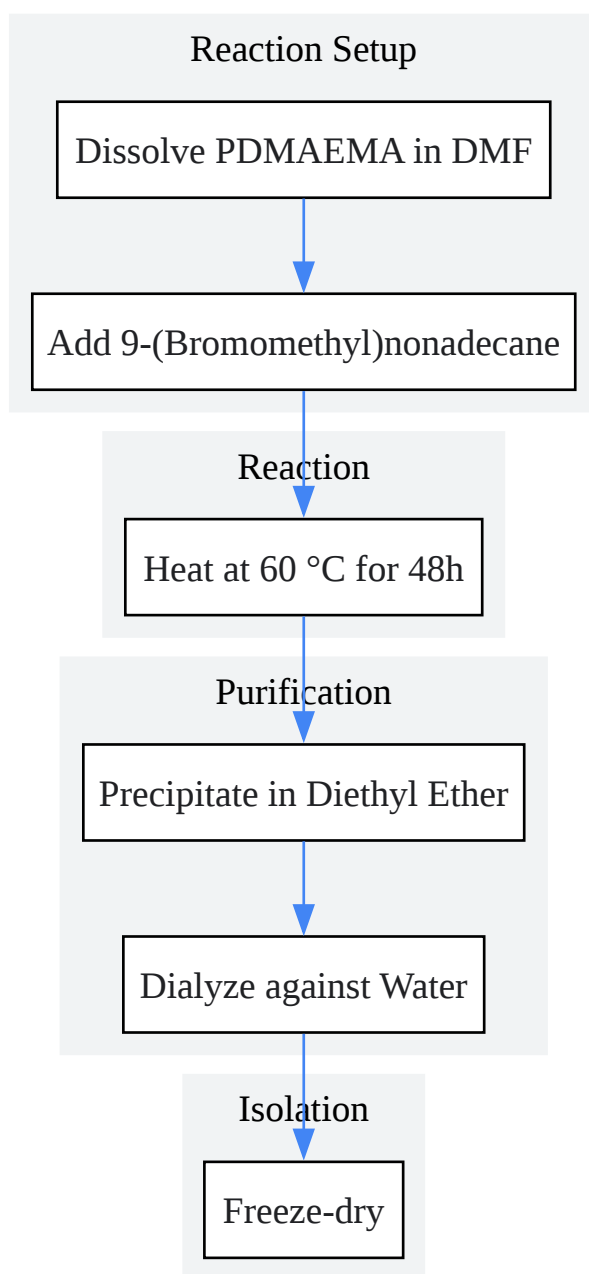 Reaction Setup
Dissolve PDMAEMA in DMF
Add 9-(Bromomethyl)nonadecane
Reaction
Heat at 60 °C for 48h
Purification
Precipitate in Diethyl Ether
Dialyze against Water
Isolation
Freeze-dry